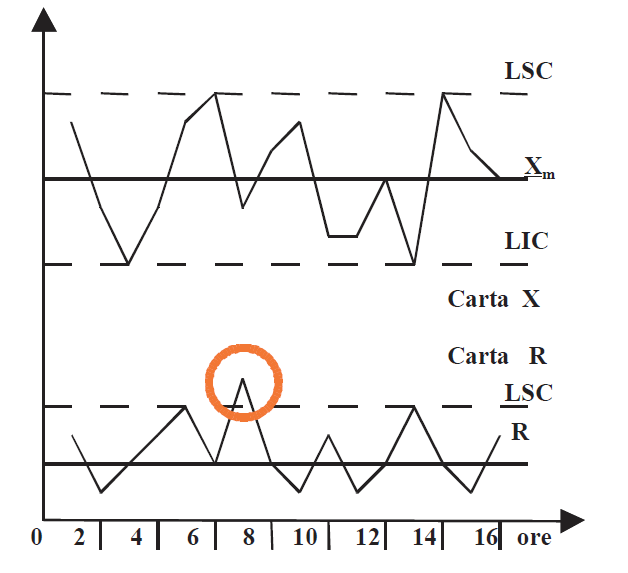 LSC
Xm
LIC
Carta X
Carta R
LSC
R
0 2 4 6 8 10 12 14 16 ore